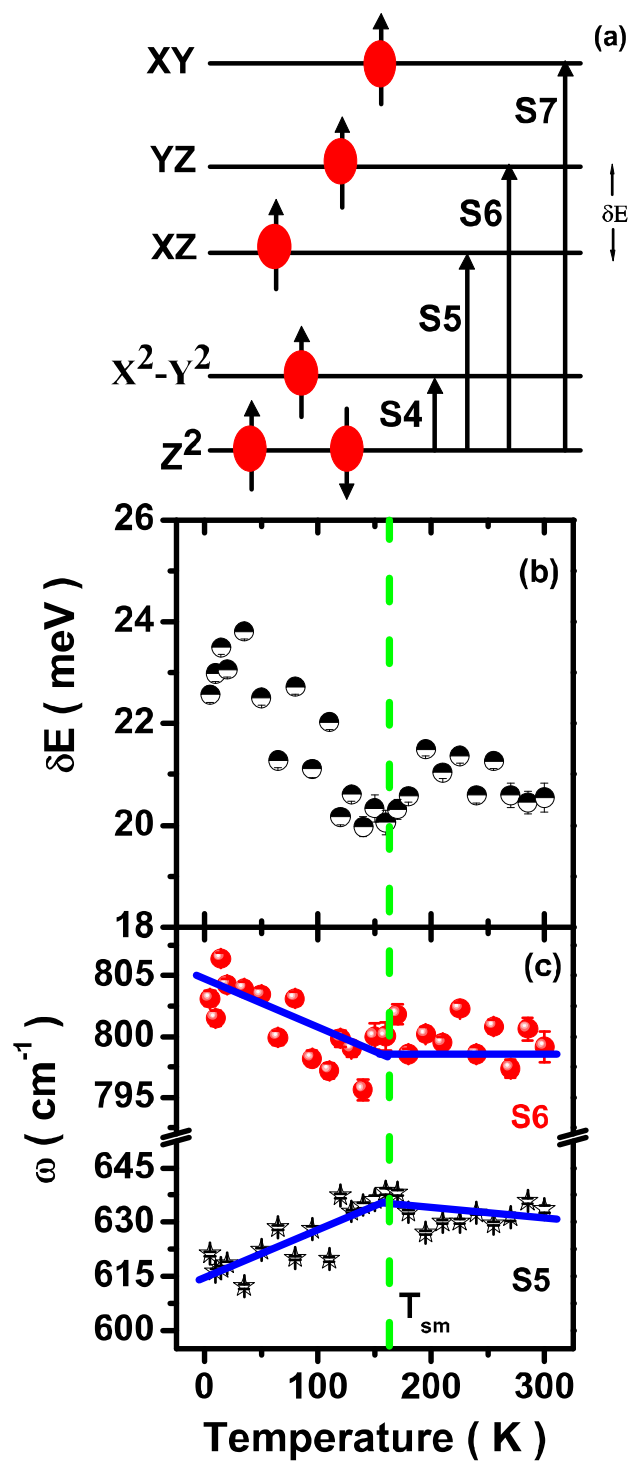 (a)
XY
S7
YZ
S6
δE
XZ
S5
X²-Y²
S4
Z²
26
(b)
24
δE ( meV )
22
20
18
(c)
805
800
795
ω ( cm⁻¹ )
S6
645
630
615
S5
600
Tsm
0 100 200 300
Temperature ( K )